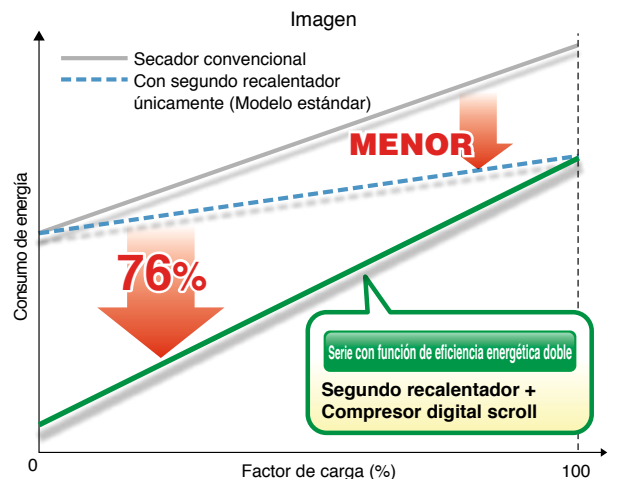 Imagen
Secador convencional
Con segundo recalentador
únicamente (Modelo estándar)
MENOR
Consumo de energía
76%
Serie con función de eficiencia energética doble
Segundo recalentador +
Compresor digital scroll
0
Factor de carga (%)
100